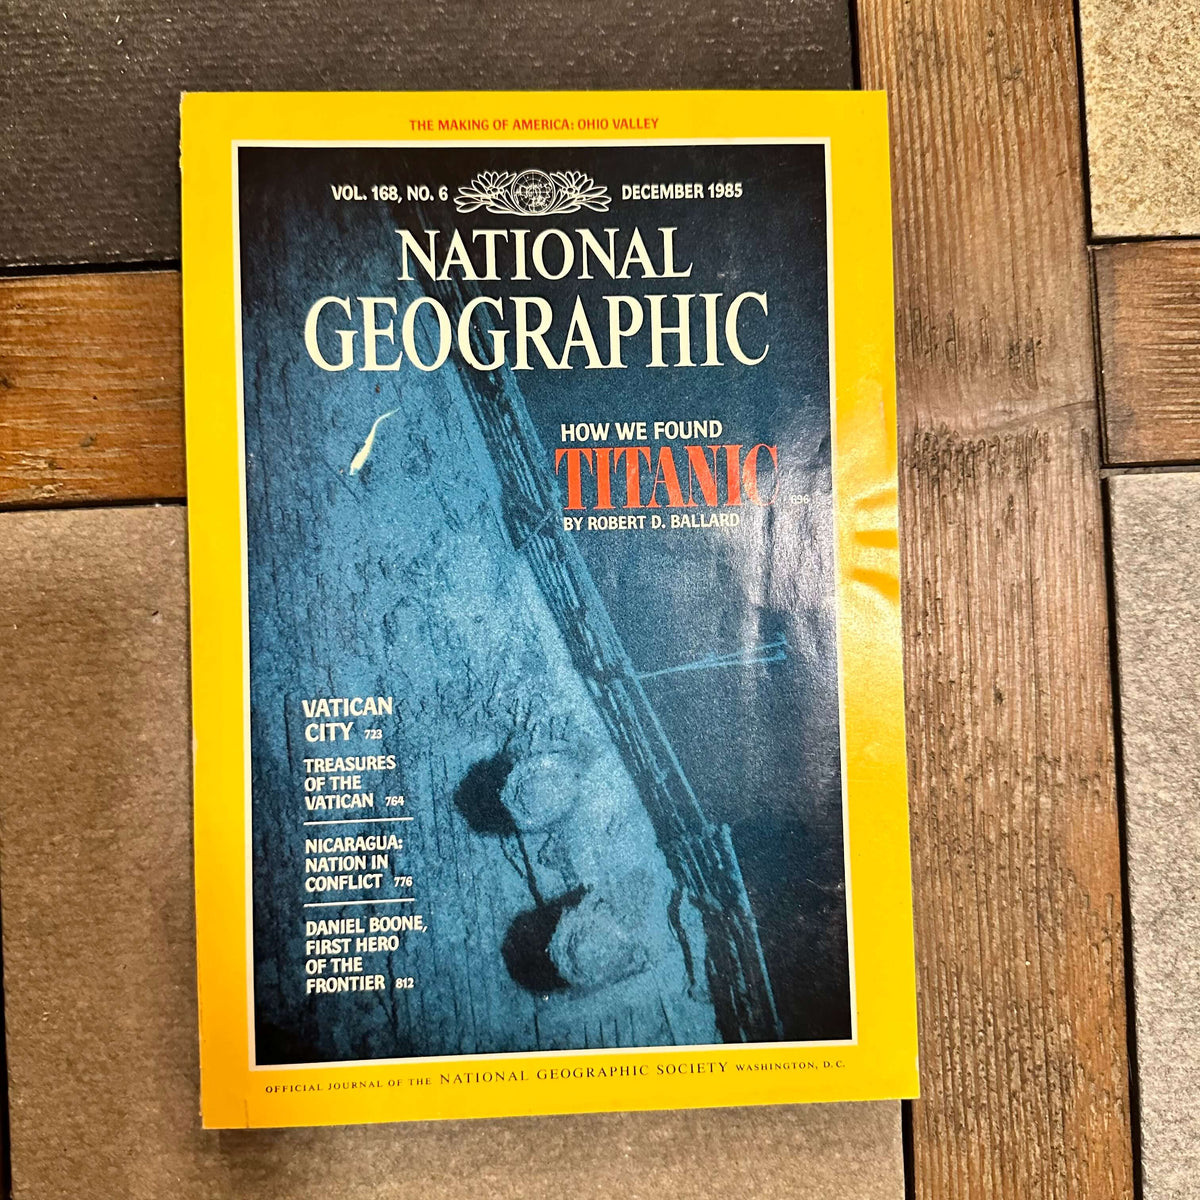 THE MAKING OF AMERICA: OHIO VALLEY
VOL. 168, NO. 6 DECEMBER 1985
NATIONAL
GEOGRAPHIC
HOW WE FOUND
TITANIC 696
BY ROBERT D. BALLARD
VATICAN
CITY 723
TREASURES
OF THE
VATICAN 764
NICARAGUA:
NATION IN
CONFLICT 776
DANIEL BOONE,
FIRST HERO
OF THE
FRONTIER 812
OFFICIAL JOURNAL OF THE NATIONAL GEOGRAPHIC SOCIETY WASHINGTON, D.C.